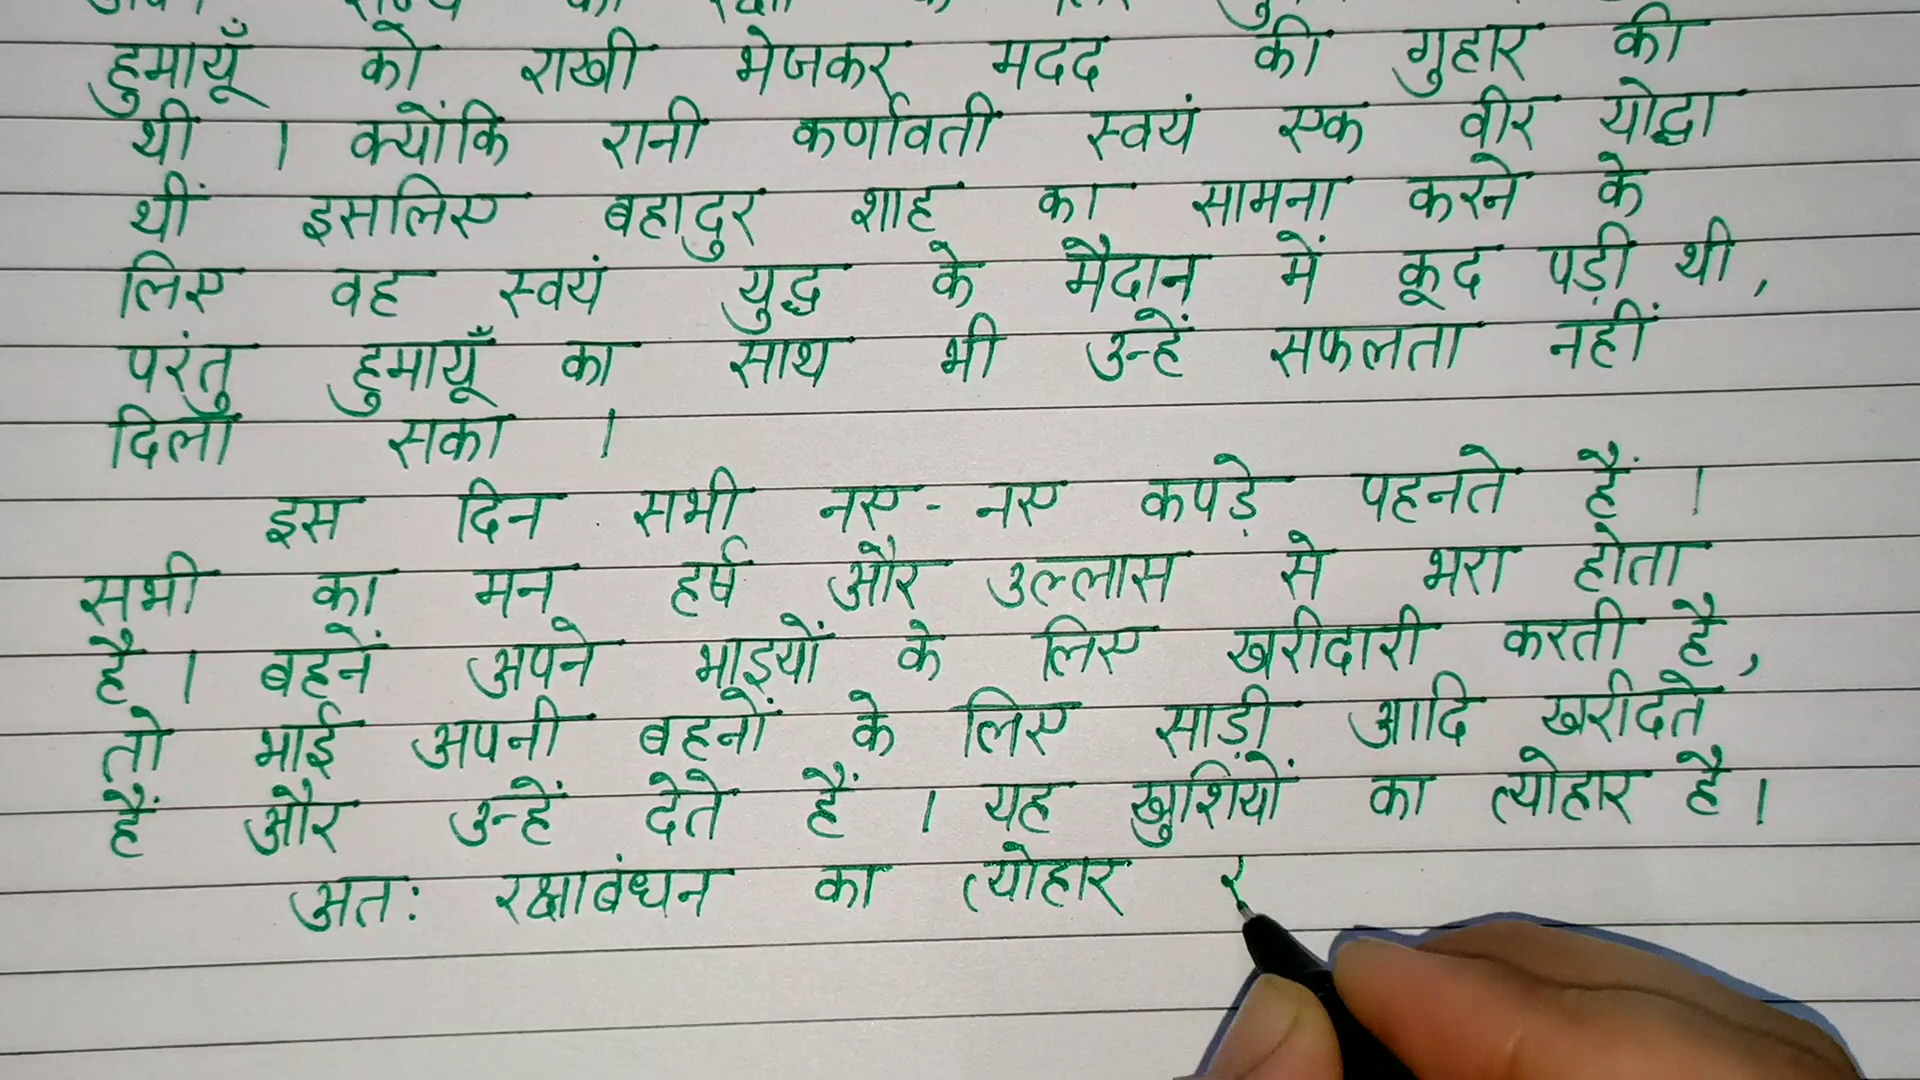 हुमायूँ को राखी भेजकर मदद की गुहार की
थी । क्योंकि रानी कर्णावती स्वयं एक वीर योद्धा
थीं इसलिए बहादुर शाह का सामना करने के
लिए वह स्वयं युद्ध के मैदान में कूद पड़ी थी ,
परंतु हुमायूँ का साथ भी उन्हें सफलता नहीं
दिला सका ।
इस दिन सभी नए - नए कपड़े पहनते हैं ।
सभी का मन हर्ष और उल्लास से भरा होता
है । बहनें अपने भाइयों के लिए खरीदारी करती है ,
तो भाई अपनी बहनों के लिए साड़ी आदि खरीदते
हैं और उन्हें देते हैं । यह खुशियों का त्योहार है ।
अत: रक्षाबंधन का त्योहार